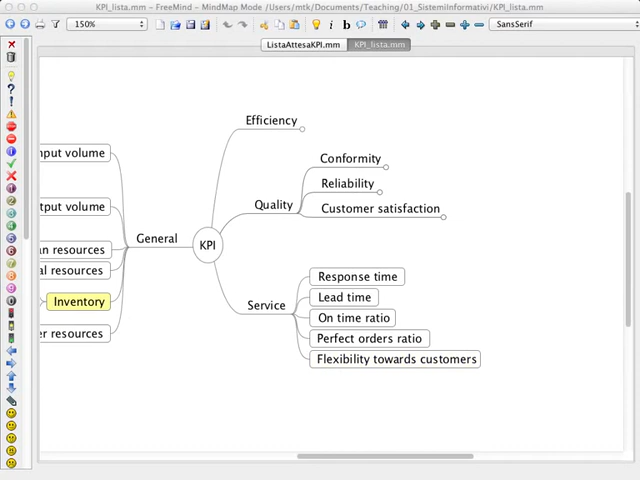 KPI_lista.mm - FreeMind - MindMap Mode /Users/mtk/Documents/Teaching/01_SistemiInformativi/KPI_lista.mm
150%
SansSerif
ListaAttesaKPI.mm
KPI_lista.mm
Efficiency
Conformity
nput volume
Reliability
Quality
tput volume
Customer satisfaction
General
KPI
an resources
al resources
Response time
Inventory
Lead time
Service
On time ratio
er resources
Perfect orders ratio
Flexibility towards customers